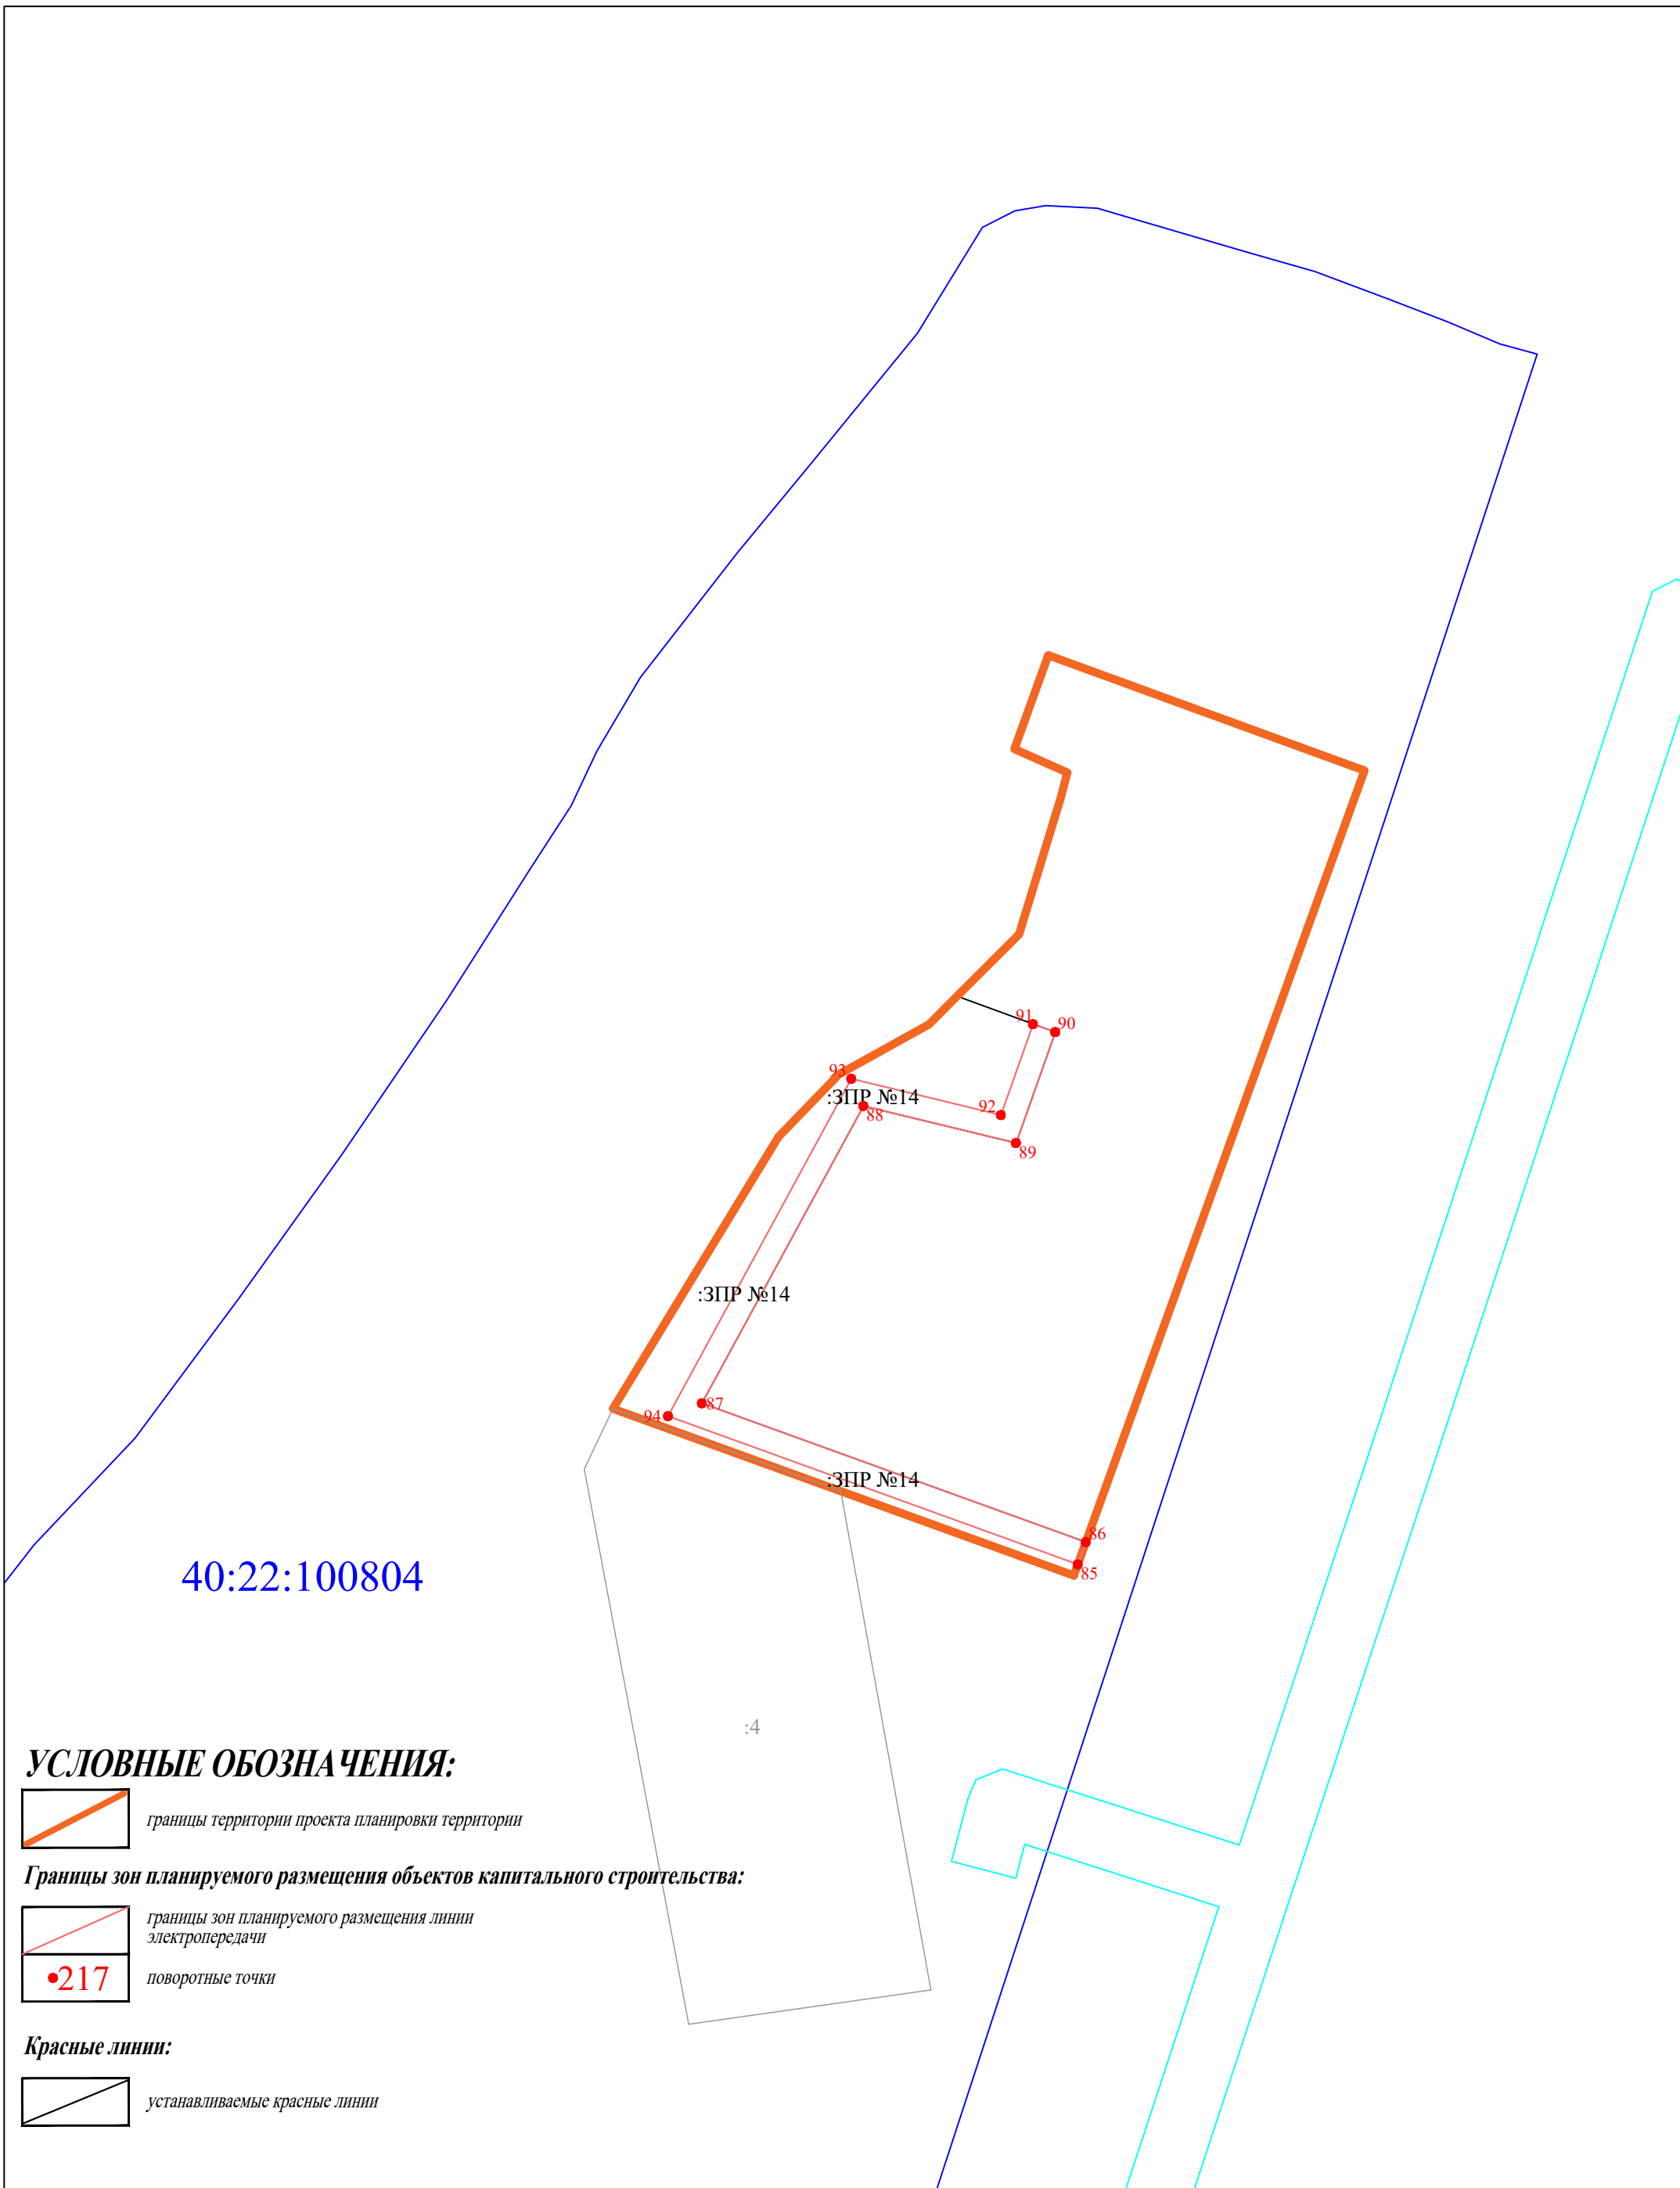 91
90
93
:ЗПР №14
92
88
89
:ЗПР №14
87
94
:ЗПР №14
86
85
40:22:100804
:4
УСЛОВНЫЕ ОБОЗНАЧЕНИЯ:
границы территории проекта планировки территории
Границы зон планируемого размещения объектов капитального строительства:
границы зон планируемого размещения линии
электропередачи
217
поворотные точки
Красные линии:
устанавливаемые красные линии